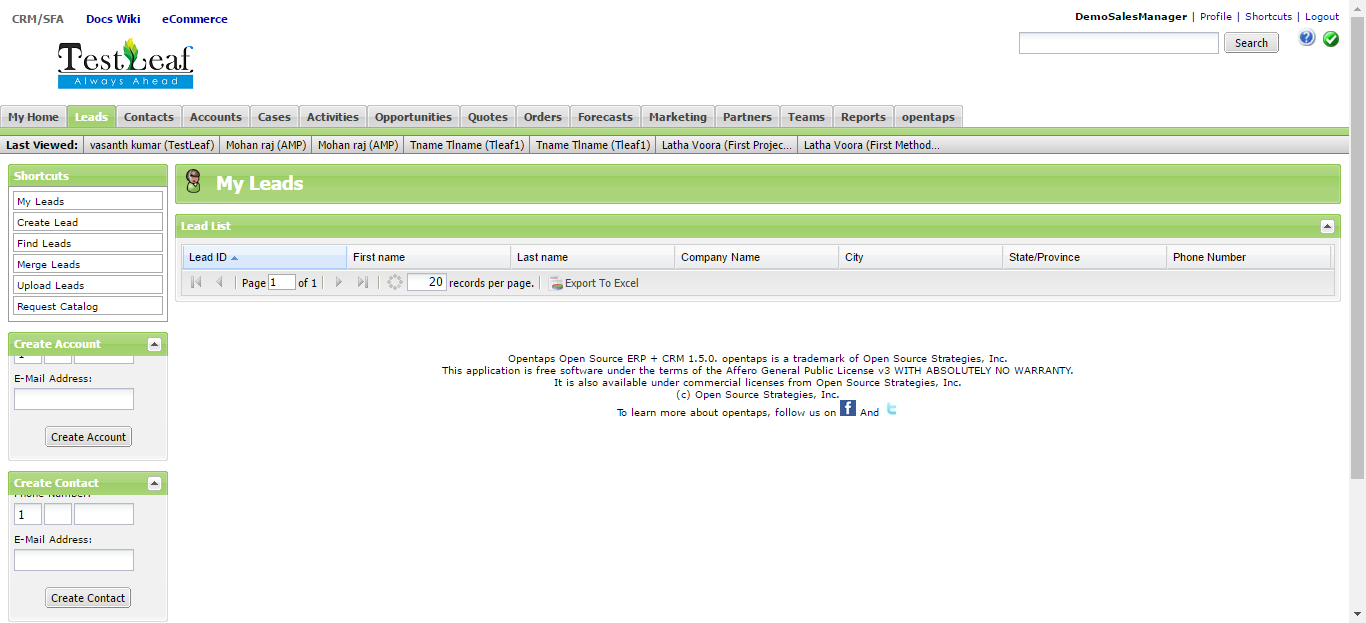 CRM/SFA Docs Wiki eCommerce
DemoSalesManager | Profile | Shortcuts | Logout
TestLeaf
Always Ahead
Search
My Home Leads Contacts Accounts Cases Activities Opportunities Quotes Orders Forecasts Marketing Partners Teams Reports opentaps
Last Viewed: vasanth kumar (TestLeaf) Mohan raj (AMP) Mohan raj (AMP) Tname Tlname (Tleaf1) Tname Tlname (Tleaf1) Latha Voora (First Projec... Latha Voora (First Method...
Shortcuts
My Leads
Create Lead
Find Leads
Merge Leads
Upload Leads
Request Catalog
Create Account
1
E-Mail Address:
Create Account
Create Contact
Phone Number:
1
E-Mail Address:
Create Contact
My Leads
Lead List
Lead ID First name Last name Company Name City State/Province Phone Number
Page 1 of 1 | 20 records per page. | Export To Excel
Opentaps Open Source ERP + CRM 1.5.0. opentaps is a trademark of Open Source Strategies, Inc.
This application is free software under the terms of the Affero General Public License v3 WITH ABSOLUTELY NO WARRANTY.
It is also available under commercial licenses from Open Source Strategies, Inc.
(c) Open Source Strategies, Inc.
To learn more about opentaps, follow us on f And t